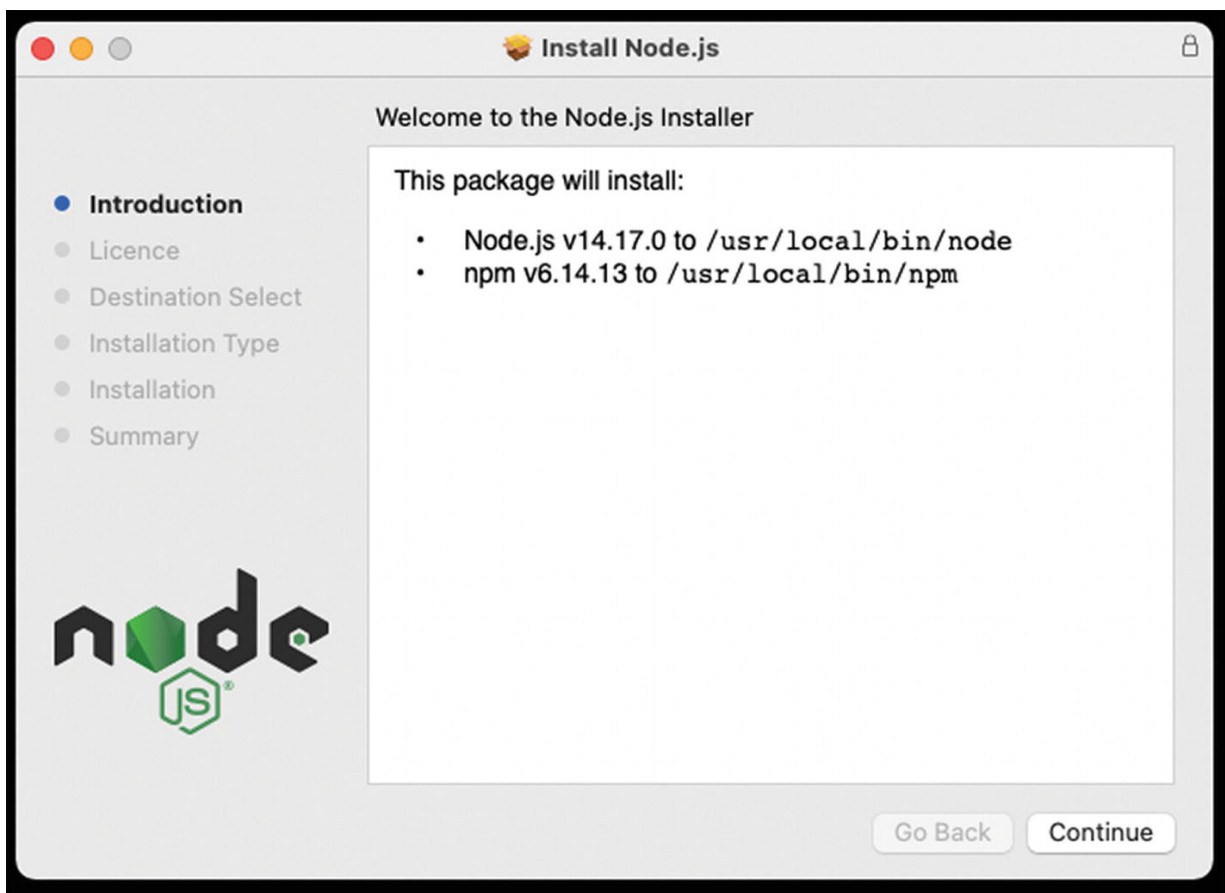 Install Node.js
Welcome to the Node.js Installer
Introduction
Licence
Destination Select
Installation Type
Installation
Summary
This package will install:
• Node.js v14.17.0 to /usr/local/bin/node
• npm v6.14.13 to /usr/local/bin/npm
node
JS®
Go Back
Continue